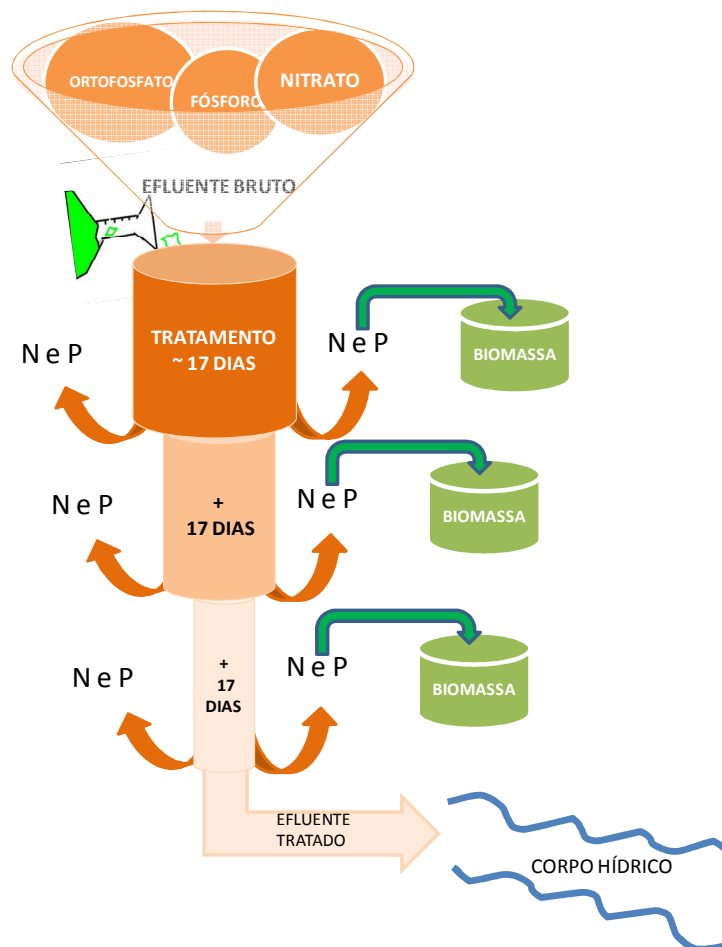 ORTOFOSFATO
FÓSFORO
NITRATO
EFLUENTE BRUTO
TRATAMENTO
~ 17 DIAS
N e P
N e P
BIOMASSA
+
17 DIAS
N e P
N e P
BIOMASSA
+
17
DIAS
N e P
N e P
BIOMASSA
EFLUENTE
TRATADO
CORPO HÍDRICO